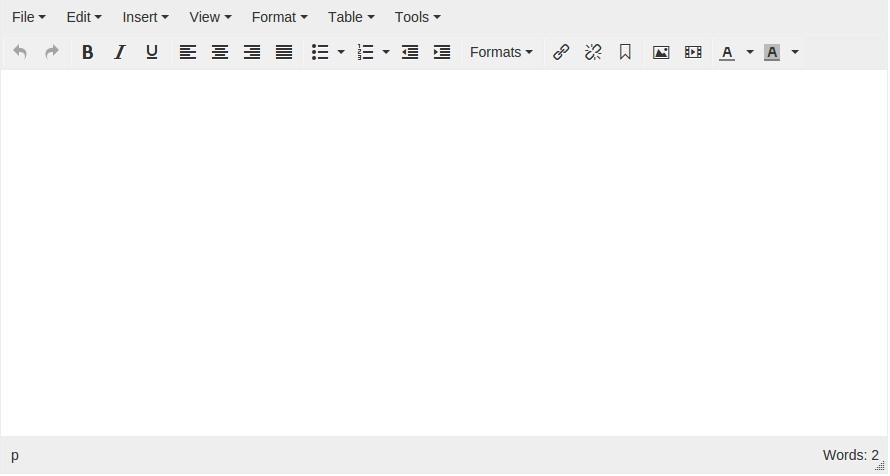 File Edit Insert View Format Table Tools
B I U Formats A A
p Words: 2